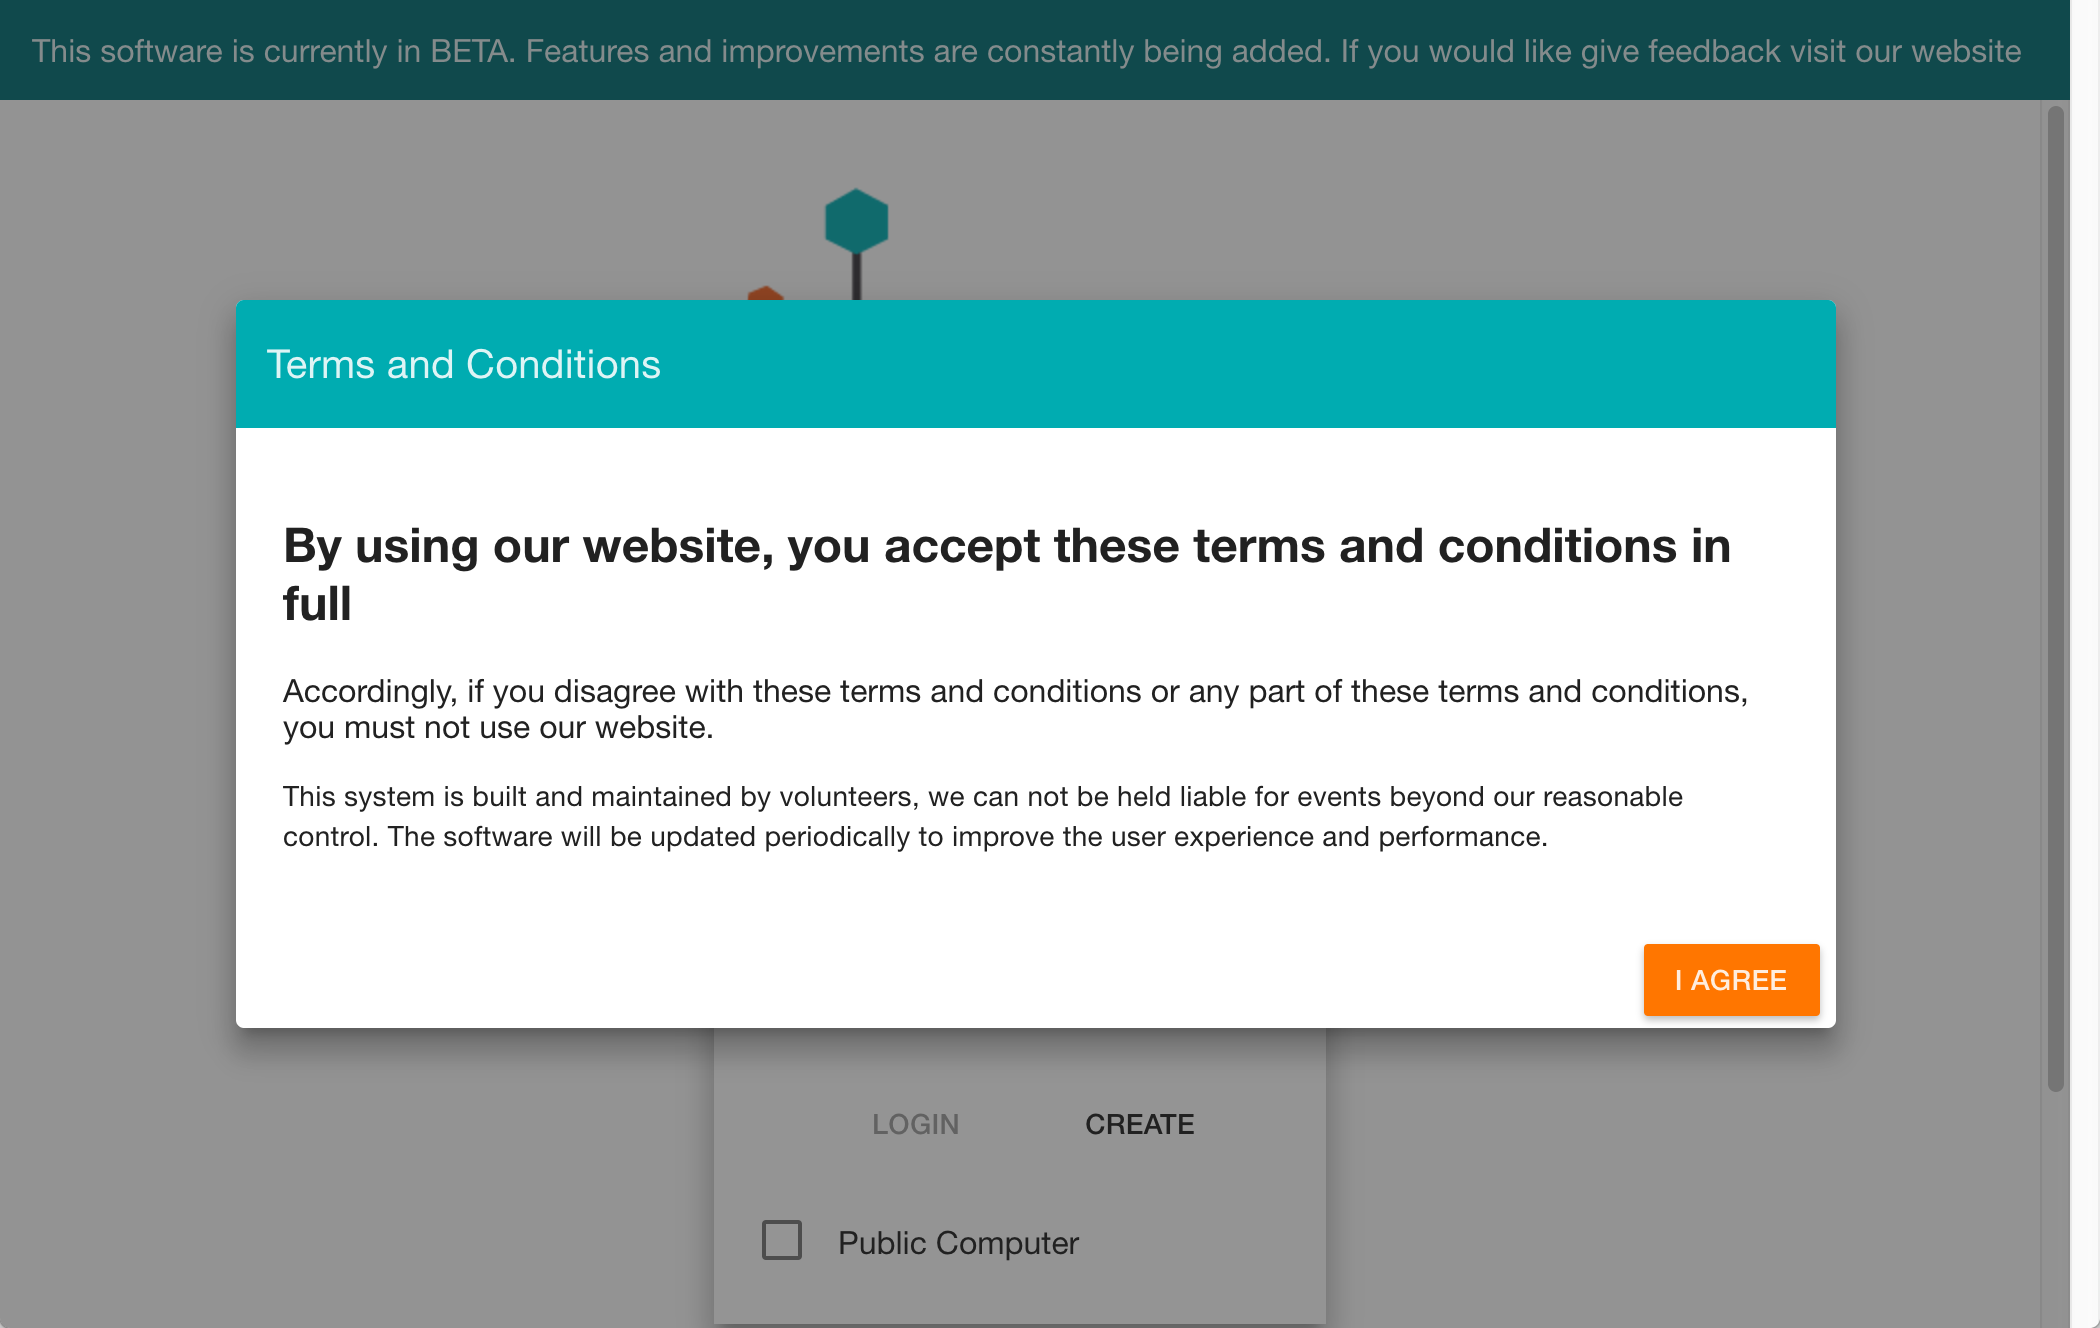 This software is currently in BETA. Features and improvements are constantly being added. If you would like give feedback visit our website
Terms and Conditions
By using our website, you accept these terms and conditions in
full
Accordingly, if you disagree with these terms and conditions or any part of these terms and conditions,
you must not use our website.
This system is built and maintained by volunteers, we can not be held liable for events beyond our reasonable
control. The software will be updated periodically to improve the user experience and performance.
I AGREE
LOGIN CREATE
Public Computer